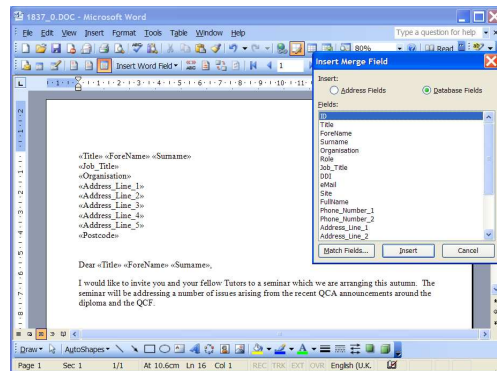 1837_0.DOC - Microsoft Word
File Edit View Insert Format Tools Table Window Help Type a question for help
80% Read
Insert Word Field 1
Insert Merge Field
Insert:
Address Fields Database Fields
Fields:
ID
Title
ForeName
Surname
Organisation
Role
Job_Title
DDI
eMail
Site
FullName
Phone_Number_1
Phone_Number_2
Address_Line_1
Address_Line_2
Match Fields... Insert Cancel
«Title» «ForeName» «Surname»
«Job_Title»
«Organisation»
«Address_Line_1»
«Address_Line_2»
«Address_Line_3»
«Address_Line_4»
«Address_Line_5»
«Postcode»
Dear «Title» «ForeName» «Surname»,
I would like to invite you and your fellow Tutors to a seminar which we are arranging this autumn. The
seminar will be addressing a number of issues arising from the recent QCA announcements around the
diploma and the QCF.
Draw AutoShapes
Page 1 Sec 1 1/1 At 10.6cm Ln 16 Col 1 REC TRK EXT OVR English (U.K.